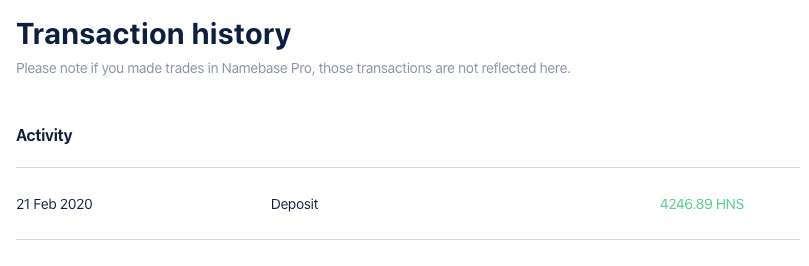 Transaction history
Please note if you made trades in Namebase Pro, those transactions are not reflected here.
Activity
21 Feb 2020 Deposit 4246.89 HNS